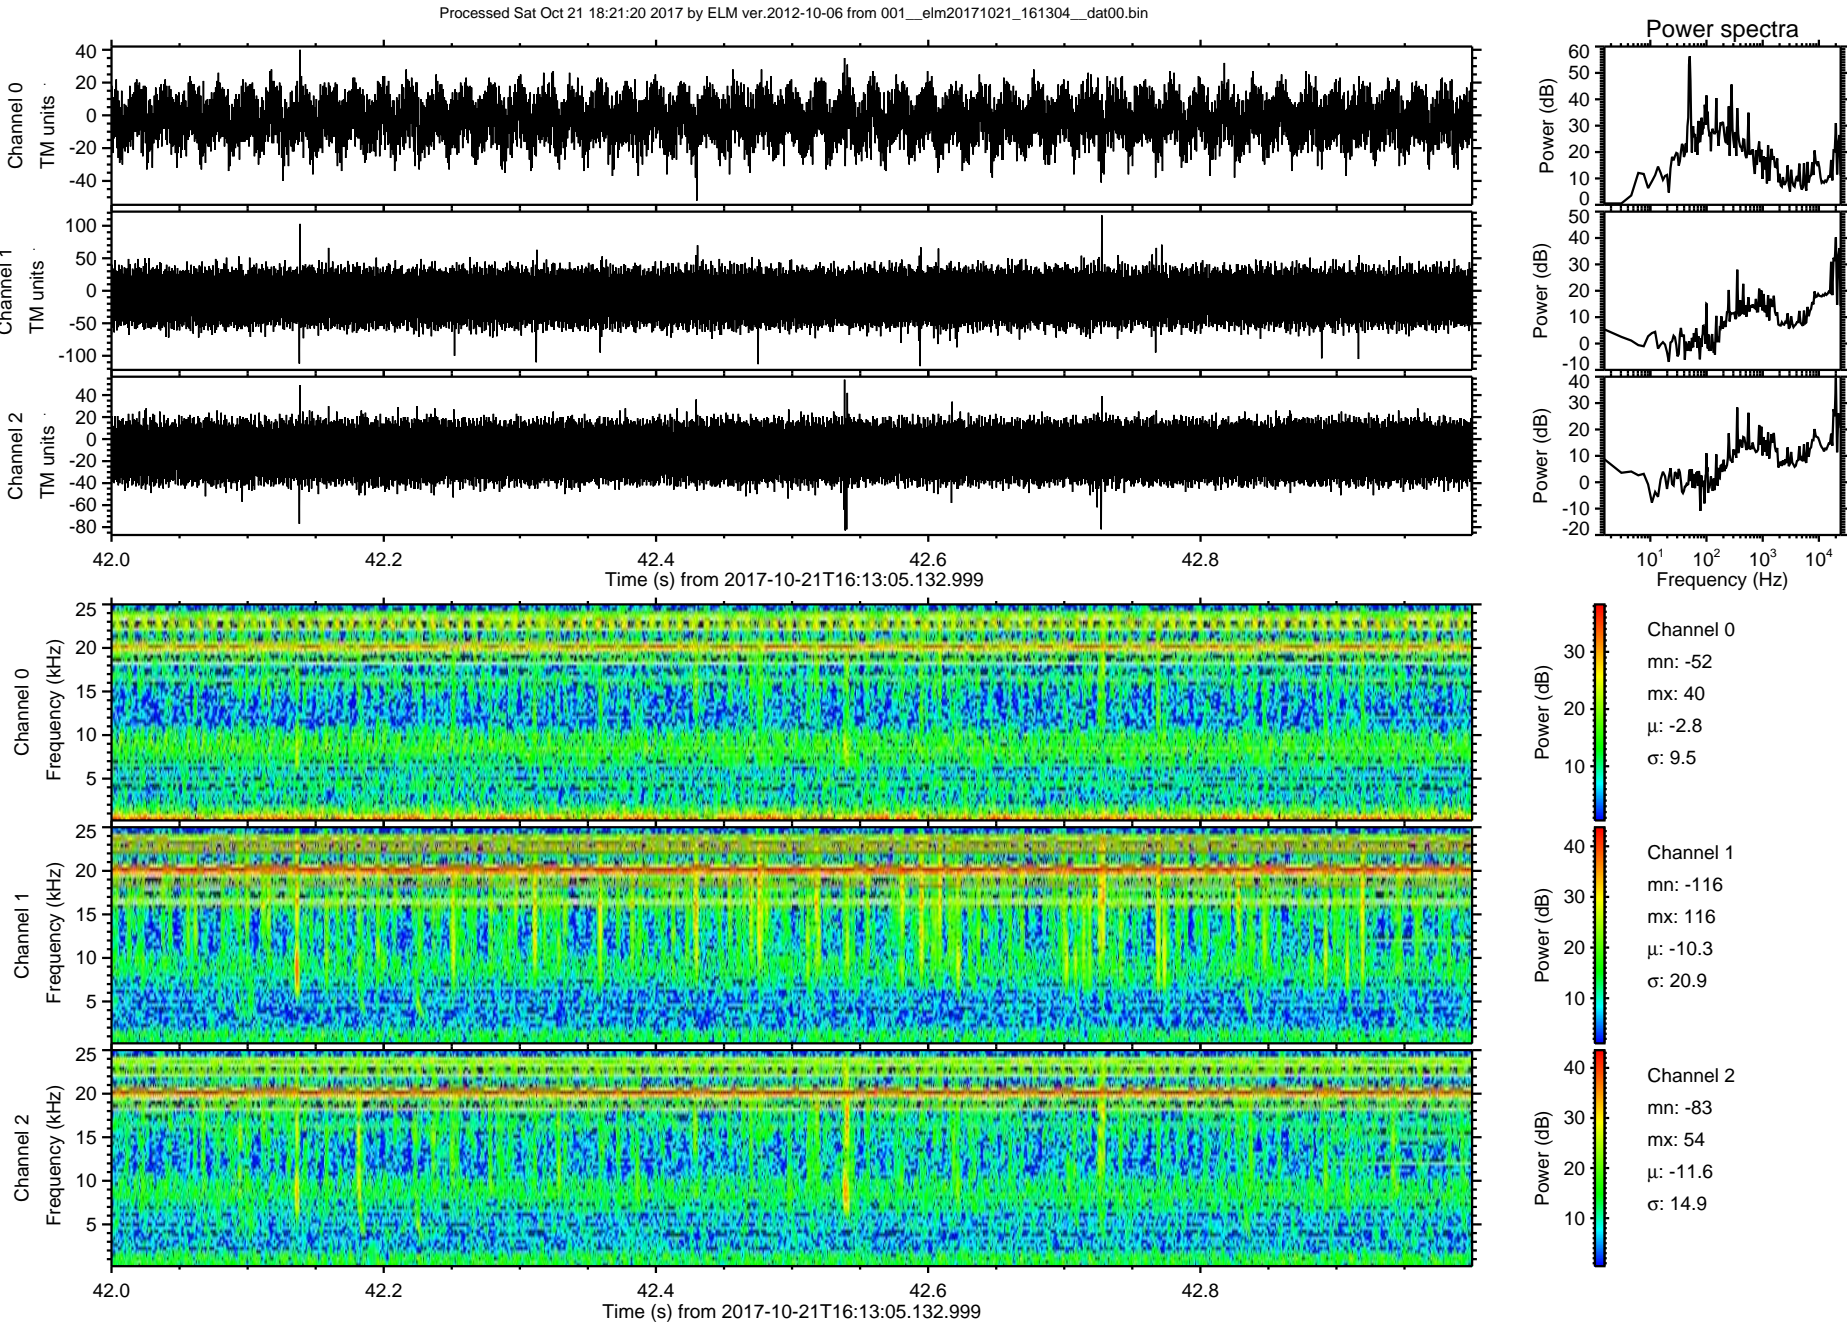 Processed Sat Oct 21 18:21:20 2017 by ELM ver.2012-10-06 from 001__elm20171021_161304__dat00.bin
Power spectra
Channel 0
TM units
40
20
0
-20
-40
Power (dB)
60
50
40
30
20
10
0
Channel 1
TM units
100
50
0
-50
-100
Power (dB)
50
40
30
20
10
0
-10
Channel 2
TM units
40
20
0
-20
-40
-60
-80
Power (dB)
40
30
20
10
0
-10
-20
42.0 42.2 42.4 42.6 42.8
Time (s) from 2017-10-21T16:13:05.132.999
10^1 10^2 10^3 10^4
Frequency (Hz)
Channel 0
Frequency (kHz)
25
20
15
10
5
Power (dB)
30
20
10
Channel 0
mn: -52
mx: 40
μ: -2.8
σ: 9.5
Channel 1
Frequency (kHz)
25
20
15
10
5
Power (dB)
40
30
20
10
Channel 1
mn: -116
mx: 116
μ: -10.3
σ: 20.9
Channel 2
Frequency (kHz)
25
20
15
10
5
Power (dB)
40
30
20
10
Channel 2
mn: -83
mx: 54
μ: -11.6
σ: 14.9
42.0 42.2 42.4 42.6 42.8
Time (s) from 2017-10-21T16:13:05.132.999